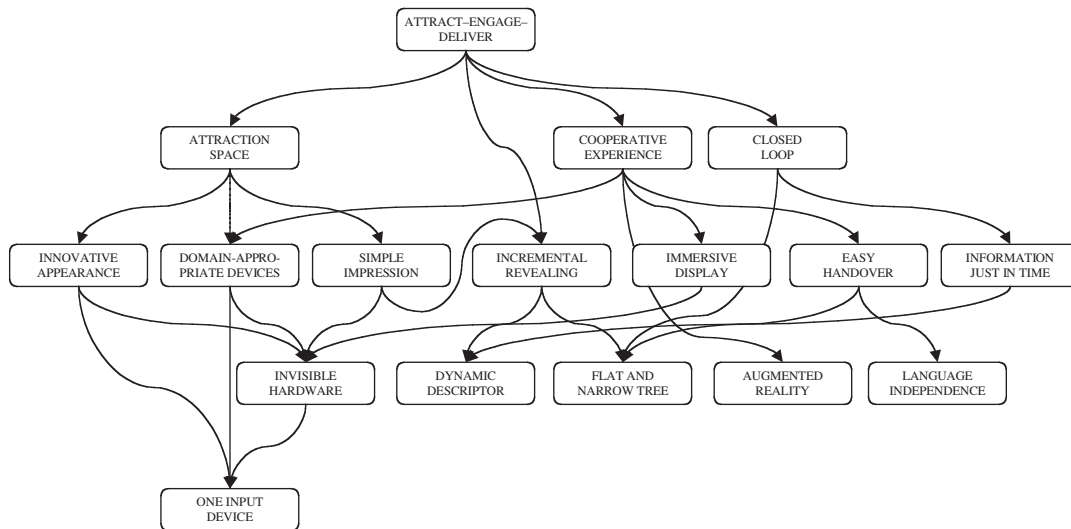 ATTRACT–ENGAGE–
DELIVER
ATTRACTION
SPACE
COOPERATIVE
EXPERIENCE
CLOSED
LOOP
INNOVATIVE
APPEARANCE
DOMAIN-APPRO-
PRIATE DEVICES
SIMPLE
IMPRESSION
INCREMENTAL
REVEALING
IMMERSIVE
DISPLAY
EASY
HANDOVER
INFORMATION
JUST IN TIME
INVISIBLE
HARDWARE
DYNAMIC
DESCRIPTOR
FLAT AND
NARROW TREE
AUGMENTED
REALITY
LANGUAGE
INDEPENDENCE
ONE INPUT
DEVICE